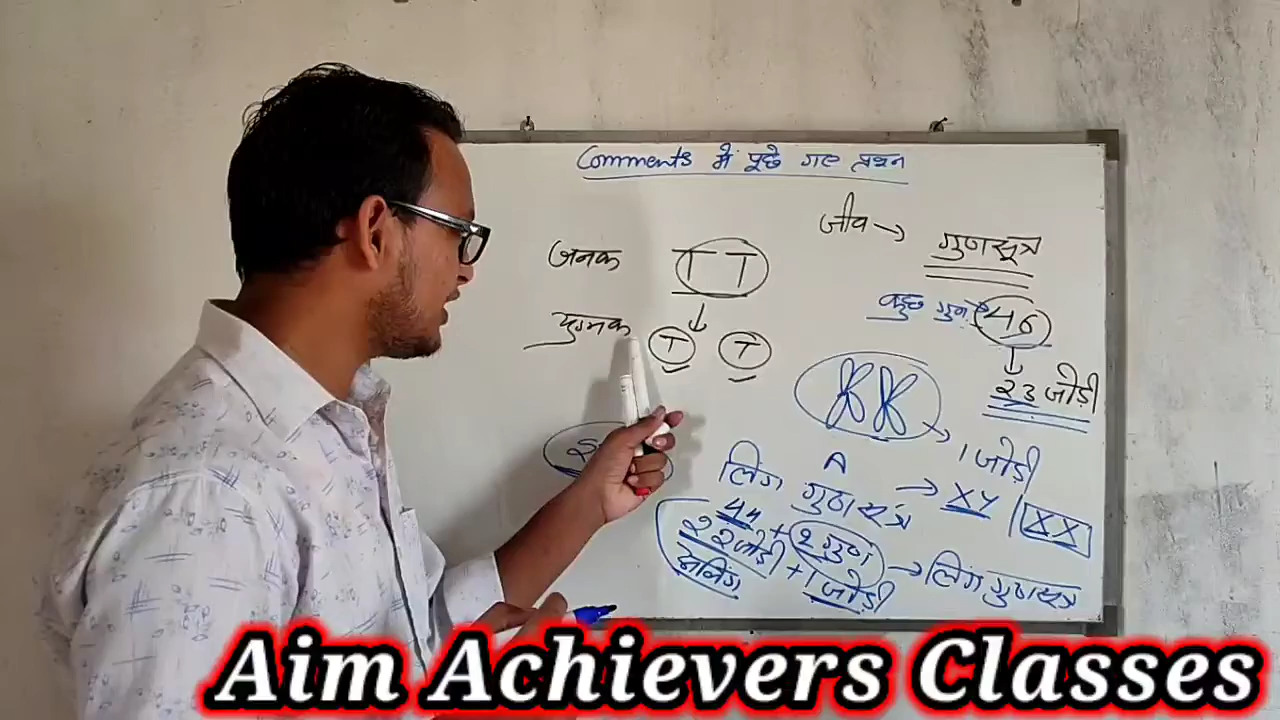 Comments में पूछे गए प्रश्न
जीव → गुणसूत्र
जनक T T
कुछ गुण 46
युग्मक T T
23 जोड़ी
1 जोड़ी
लिंग गुणसूत्र → XY | XX
A
44 + 2 गुण
22 जोड़ी + 1 जोड़ी → लिंग गुणसूत्र
Aim Achievers Classes